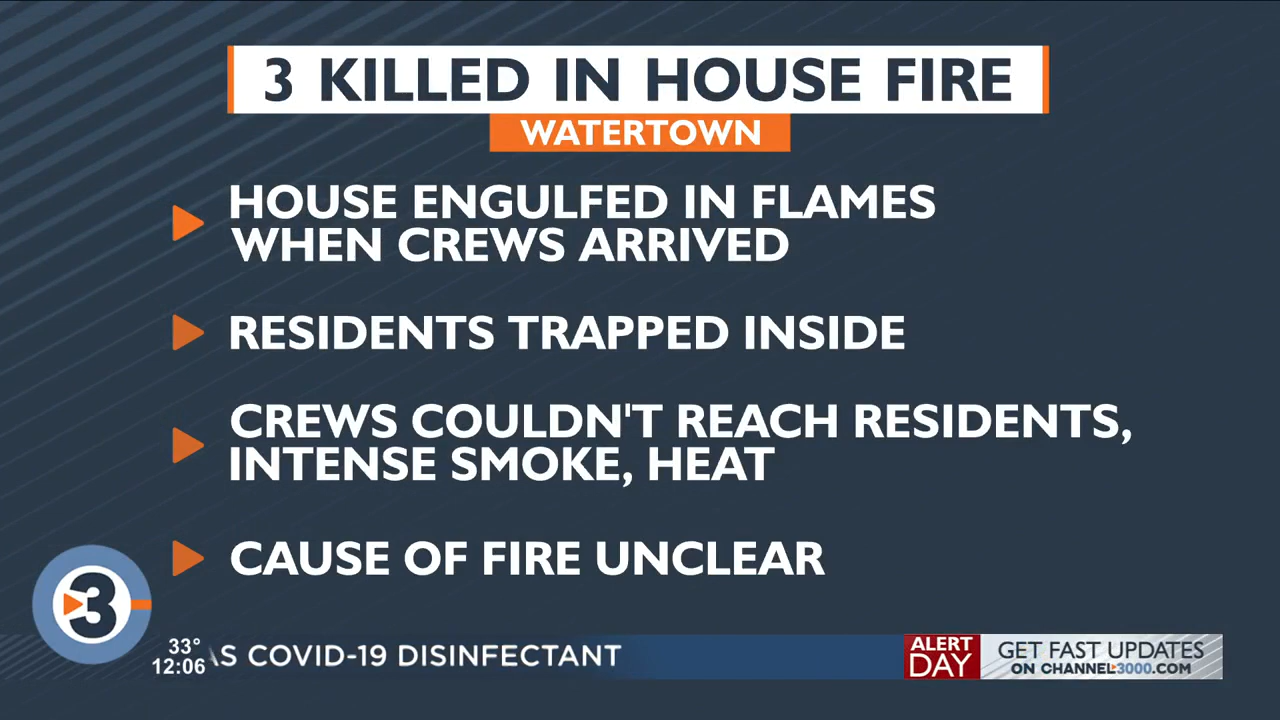 3 KILLED IN HOUSE FIRE
WATERTOWN
HOUSE ENGULFED IN FLAMES
WHEN CREWS ARRIVED
RESIDENTS TRAPPED INSIDE
CREWS COULDN'T REACH RESIDENTS,
INTENSE SMOKE, HEAT
CAUSE OF FIRE UNCLEAR
3
33°
12:06
AS COVID-19 DISINFECTANT
ALERT
DAY
GET FAST UPDATES
ON CHANNEL3000.COM